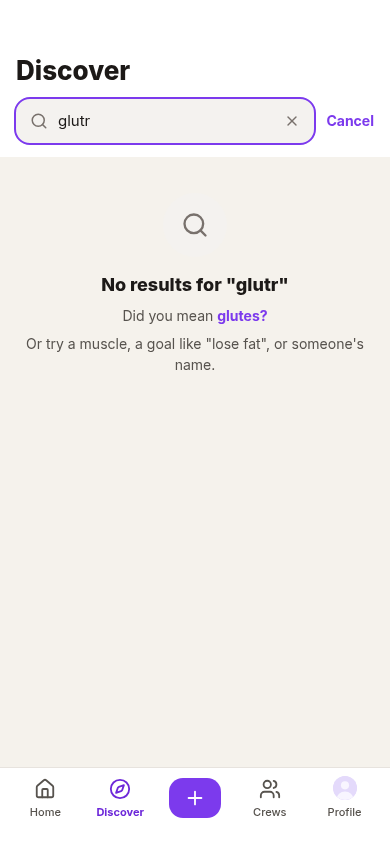 Discover
glutr
Cancel
No results for "glutr"
Did you mean glutes?
Or try a muscle, a goal like "lose fat", or someone's
name.
Home
Discover
Crews
Profile